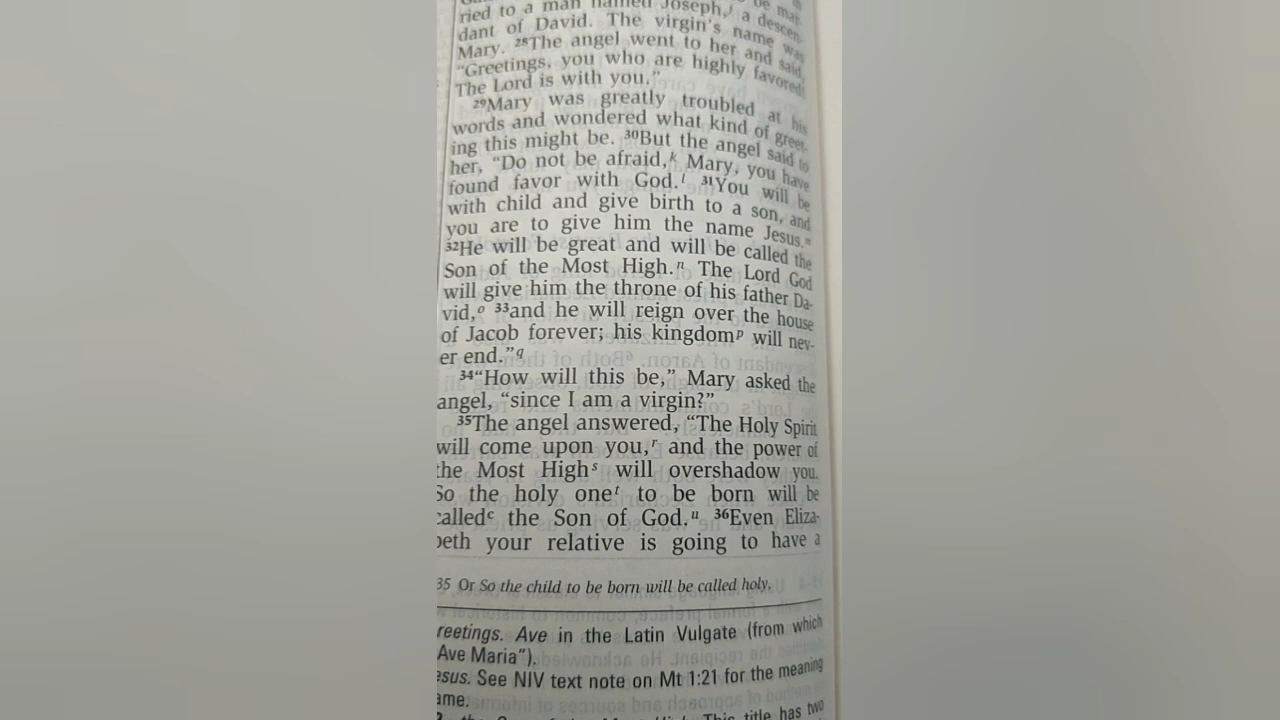 ried to a man named Joseph,ʲ a descen-
dant of David. The virgin's name was
Mary. ²⁸The angel went to her and said,
"Greetings, you who are highly favored!
The Lord is with you."
²⁹Mary was greatly troubled at his
words and wondered what kind of greet-
ing this might be. ³⁰But the angel said to
her, "Do not be afraid,ᵏ Mary, you have
found favor with God.ˡ ³¹You will be
with child and give birth to a son, and
you are to give him the name Jesus.ᵐ
³²He will be great and will be called the
Son of the Most High.ⁿ The Lord God
will give him the throne of his father Da-
vid,ᵒ ³³and he will reign over the house
of Jacob forever; his kingdomᵖ will nev-
er end."q
³⁴"How will this be," Mary asked the
angel, "since I am a virgin?"
³⁵The angel answered, "The Holy Spirit
will come upon you,ʳ and the power of
the Most Highˢ will overshadow you.
So the holy oneᵗ to be born will be
calledᶜ the Son of God.ᵘ ³⁶Even Eliza-
beth your relative is going to have a
35 Or So the child to be born will be called holy,
reetings. Ave in the Latin Vulgate (from which
Ave Maria").
esus. See NIV text note on Mt 1:21 for the meaning
ame.
This title has two